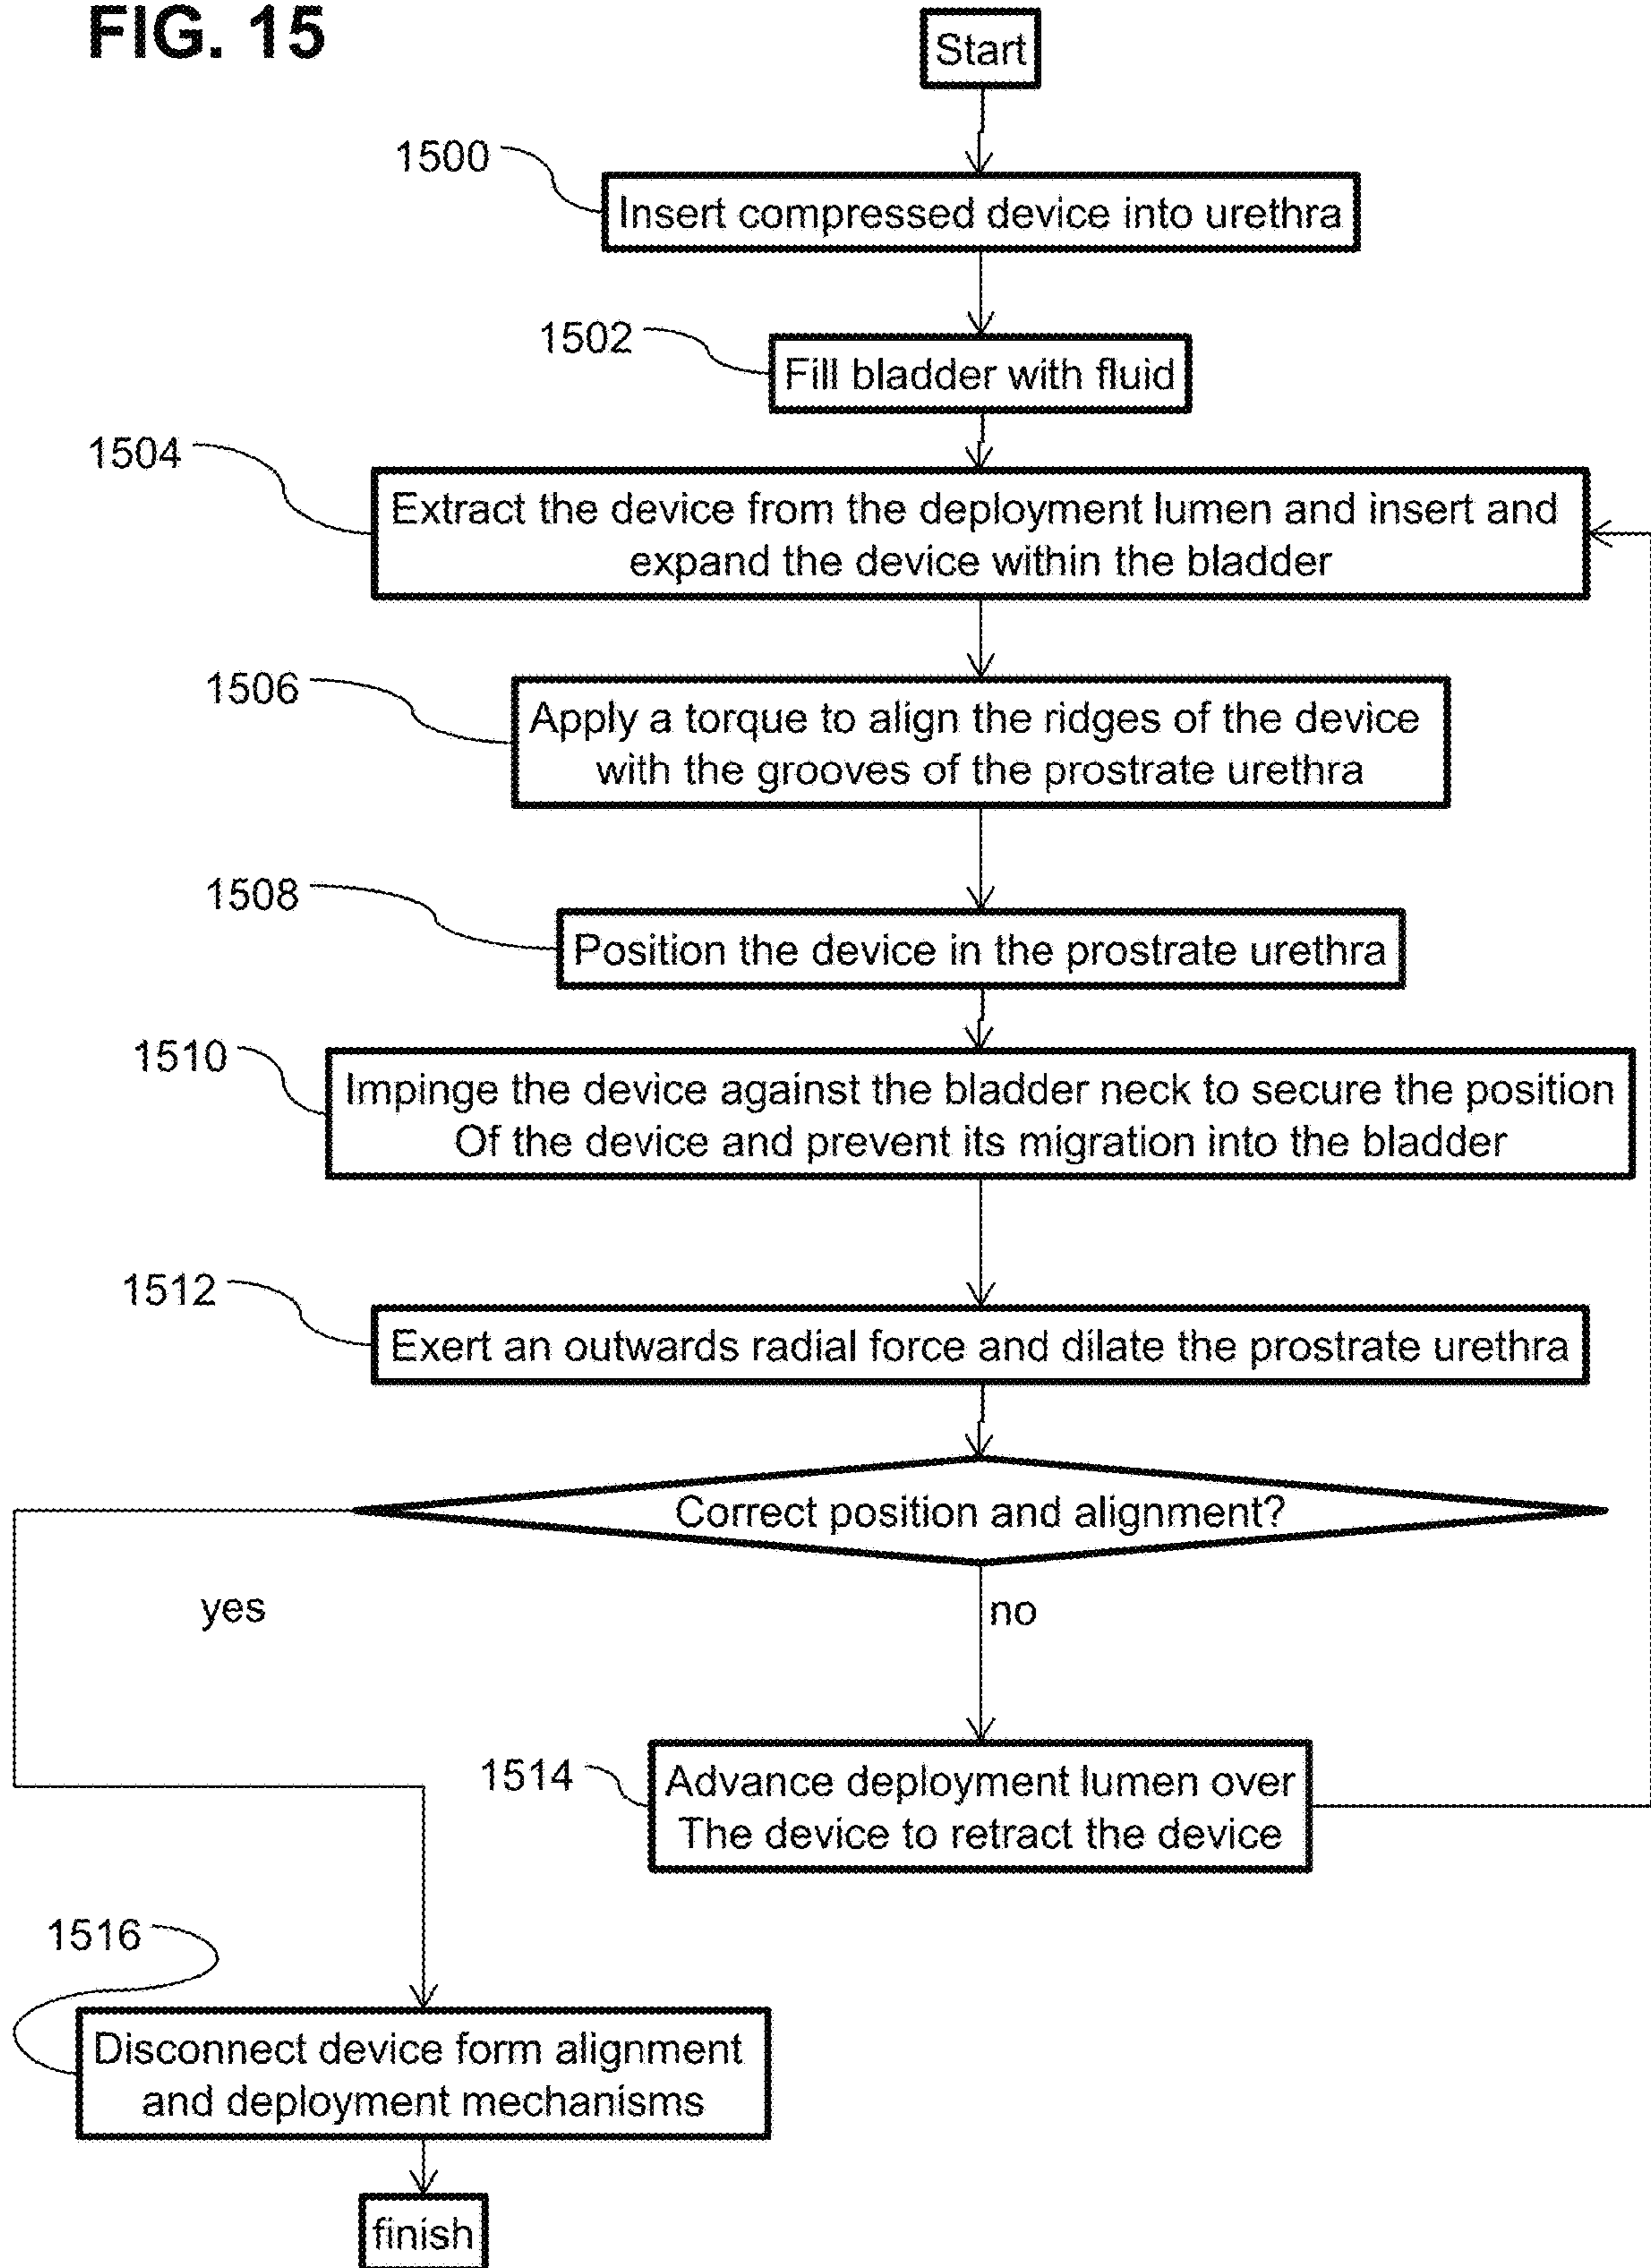 FIG. 15
Start
1500
Insert compressed device into urethra
1502
Fill bladder with fluid
1504
Extract the device from the deployment lumen and insert and
expand the device within the bladder
1506
Apply a torque to align the ridges of the device
with the grooves of the prostrate urethra
1508
Position the device in the prostrate urethra
1510
Impinge the device against the bladder neck to secure the position
Of the device and prevent its migration into the bladder
1512
Exert an outwards radial force and dilate the prostrate urethra
Correct position and alignment?
yes
no
1514
Advance deployment lumen over
The device to retract the device
1516
Disconnect device form alignment
and deployment mechanisms
finish